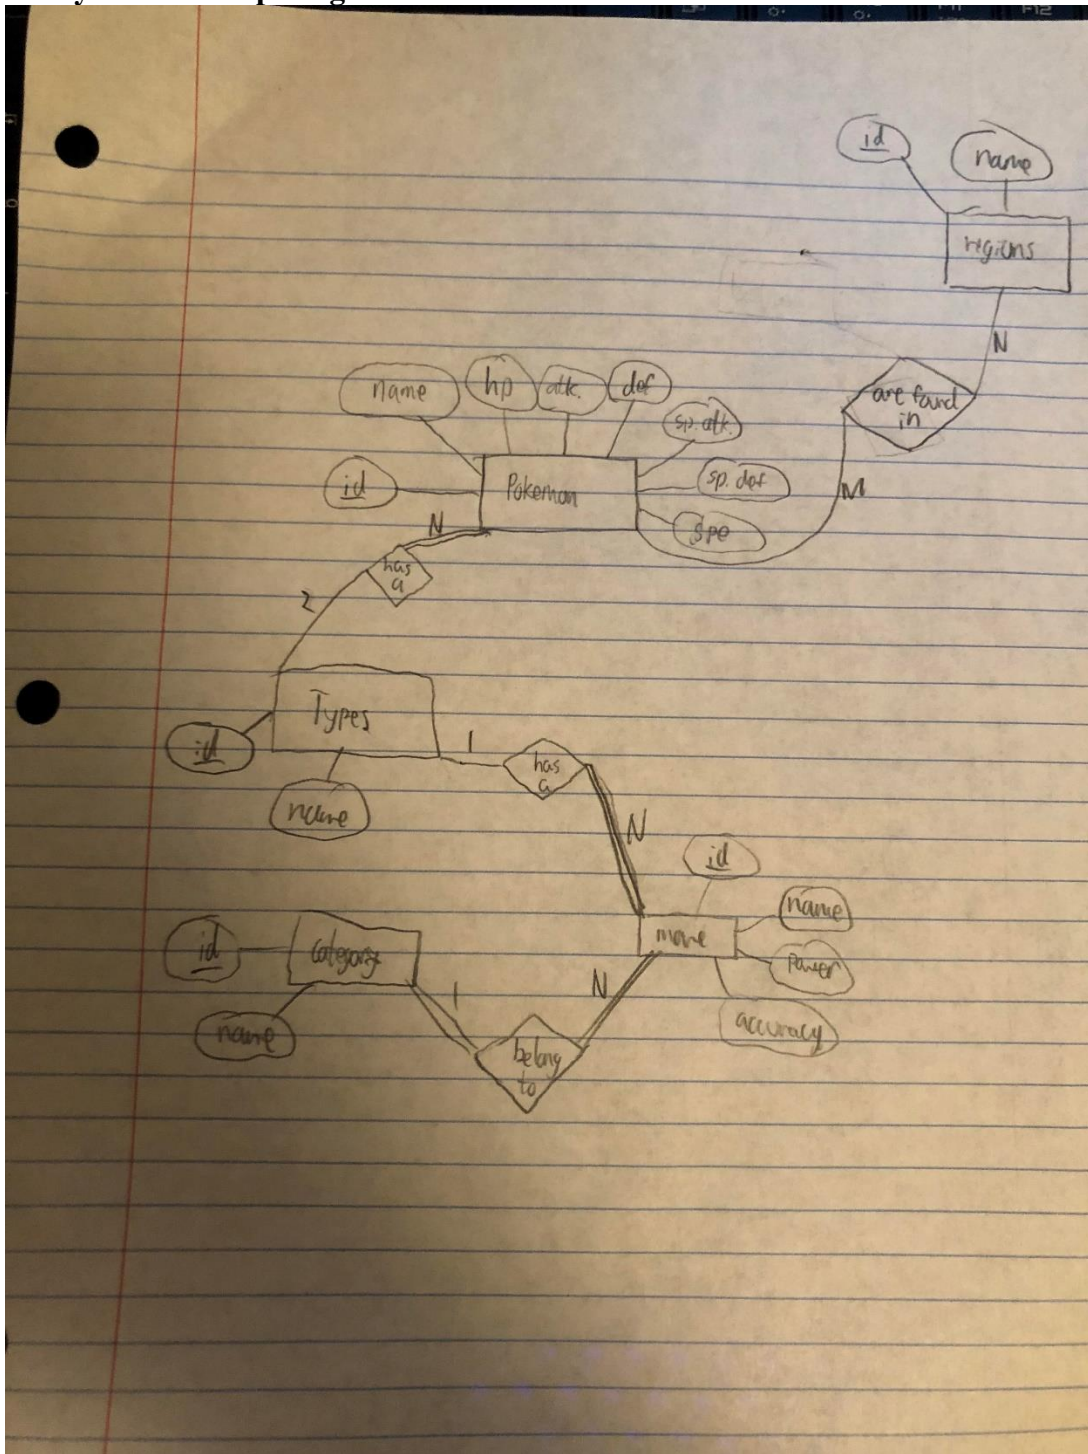 id
name
regions
N
are found
in
M
name
hp
atk.
def
sp. atk.
sp. def
spe
id
Pokemon
N
has
a
2
Types
id
name
1
has
a
N
id
name
power
accuracy
move
N
category
id
name
1
belong
to
F12